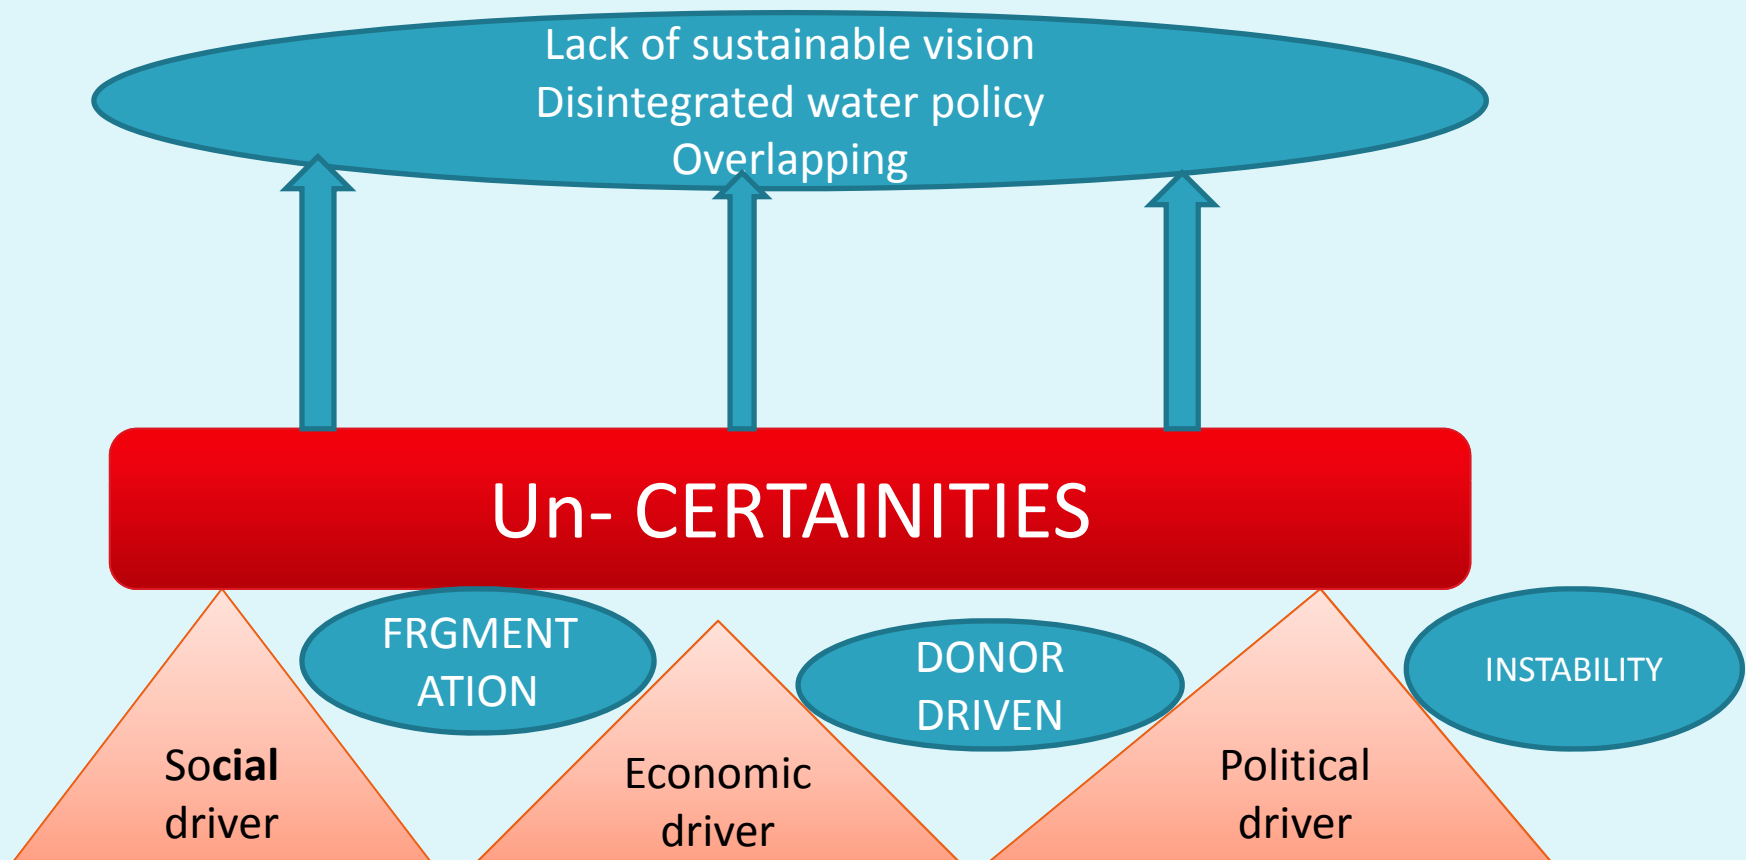 Lack of sustainable vision
Disintegrated water policy
Overlapping
Un- CERTAINITIES
FRGMENT
ATION
DONOR
DRIVEN
INSTABILITY
Social
driver
Economic
driver
Political
driver